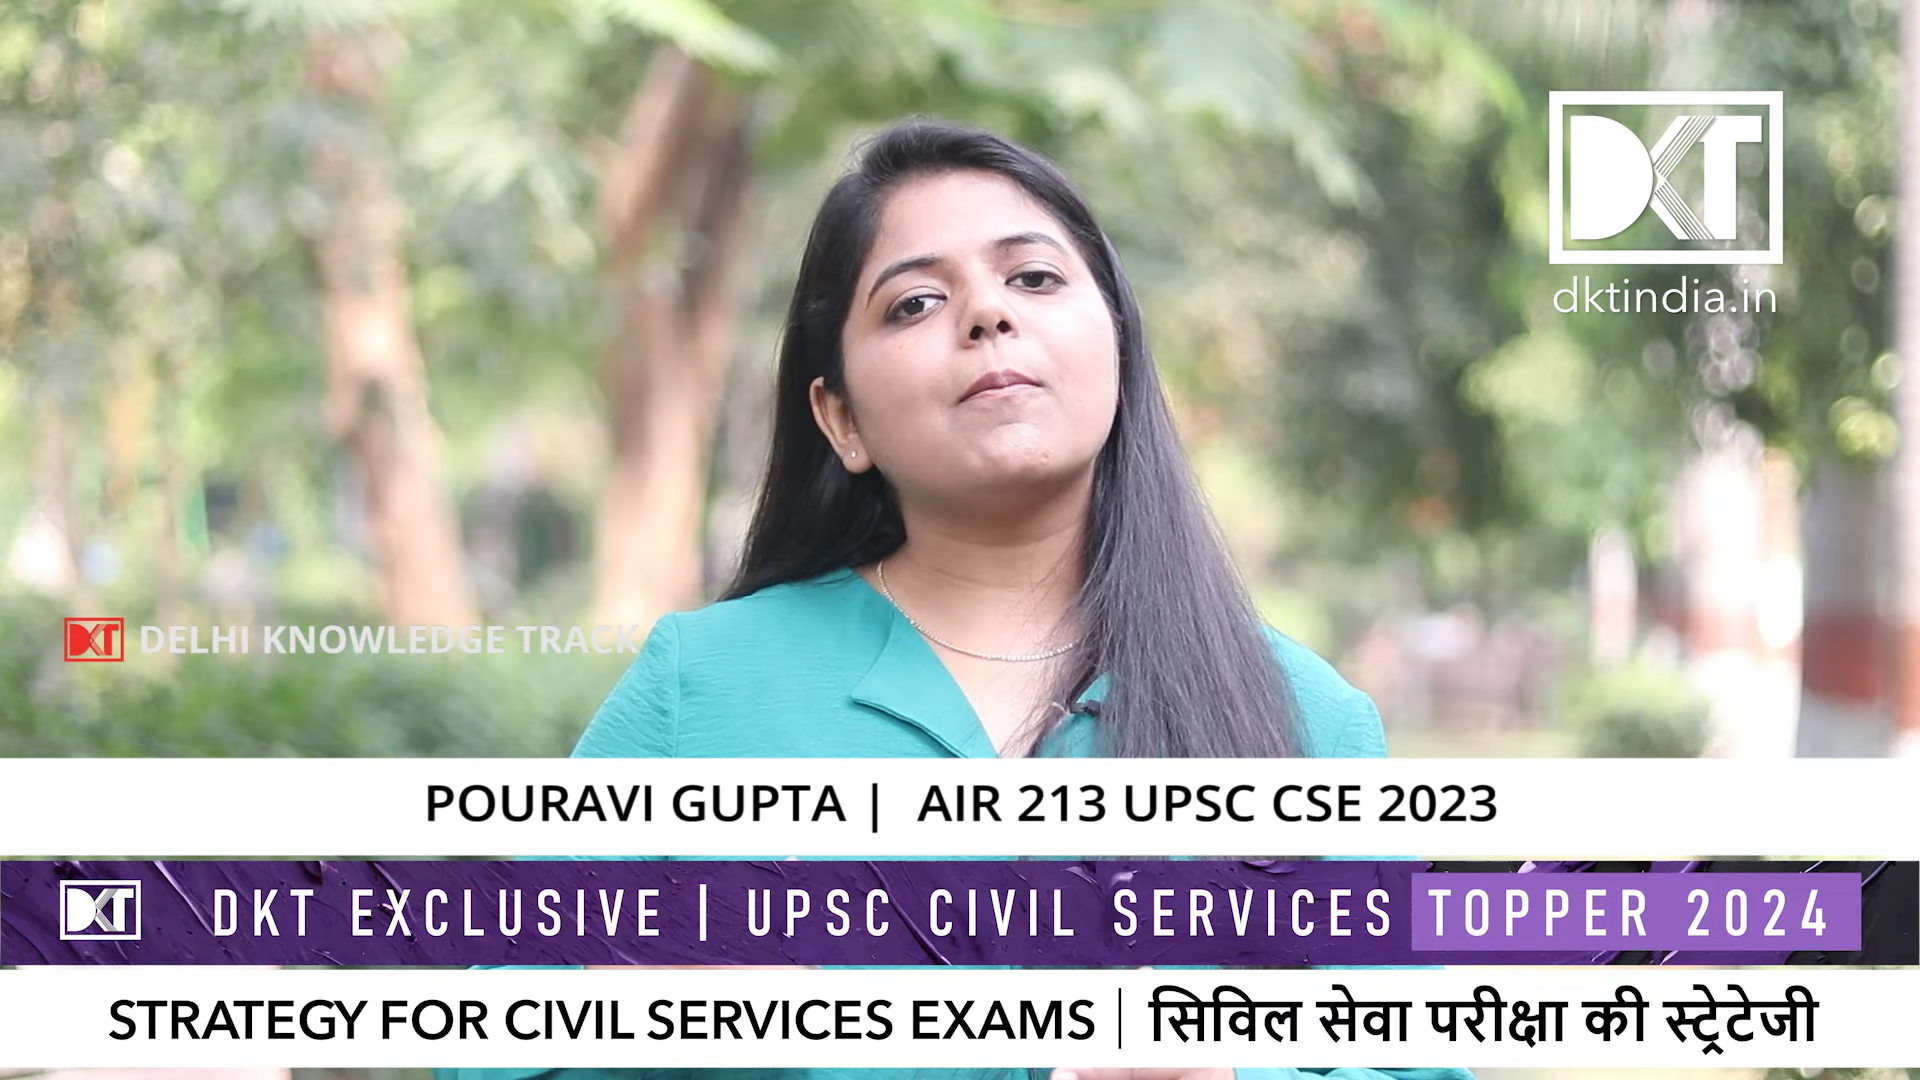 DKT
dktindia.in
DKT DELHI KNOWLEDGE TRACK
POURAVI GUPTA | AIR 213 UPSC CSE 2023
DKT DKT EXCLUSIVE | UPSC CIVIL SERVICES TOPPER 2024
STRATEGY FOR CIVIL SERVICES EXAMS | सिविल सेवा परीक्षा की स्ट्रेटेजी